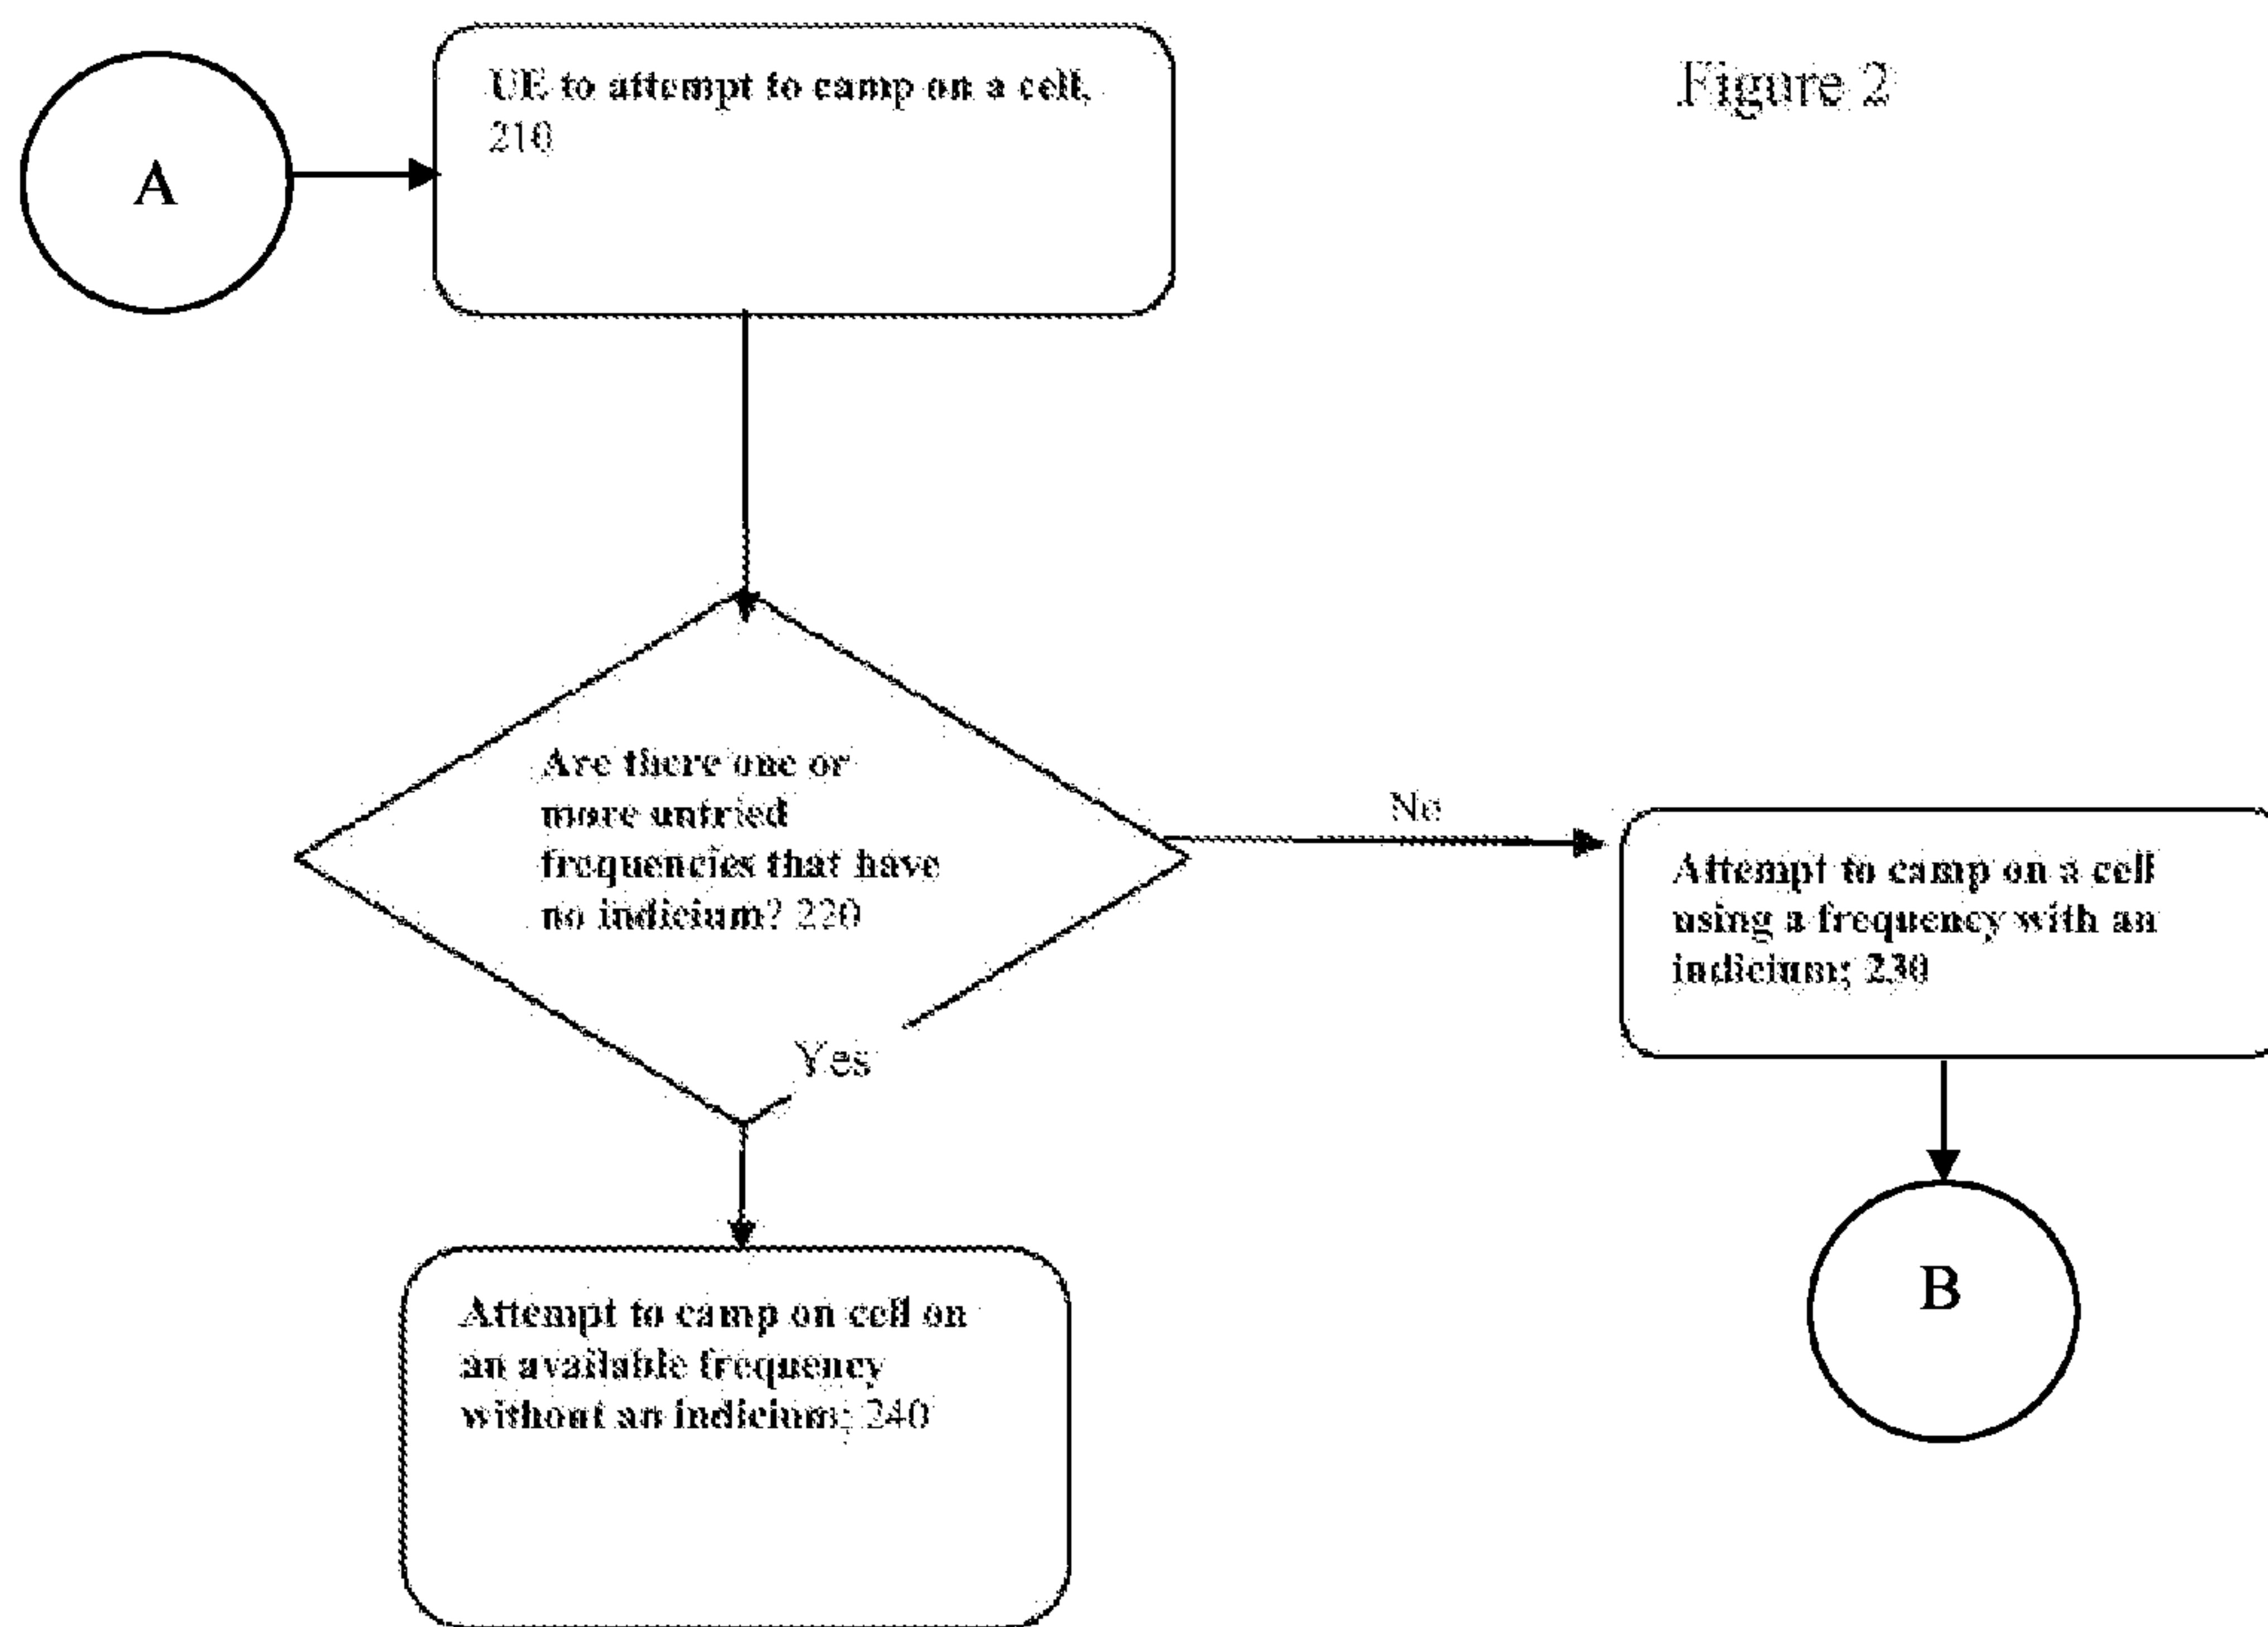 Figure 2
A
UE to attempt to camp on a cell,
210
Are there one or
more untried
frequencies that have
no indicium? 220
No
Attempt to camp on a cell
using a frequency with an
indicium; 230
Yes
B
Attempt to camp on cell on
an available frequency
without an indicium; 240